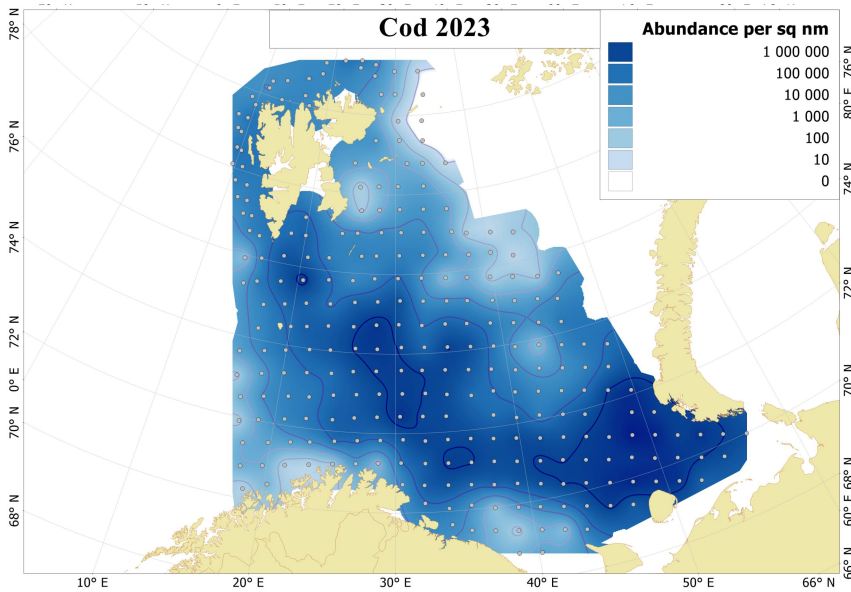 Cod 2023
Abundance per sq nm
1 000 000
100 000
10 000
1 000
100
10
0
78° N
76° N
74° N
72° N
0° E
70° N
68° N
76° N
80° E
74° N
72° N
70° N
68° N
60° E
66° N
10° E
20° E
30° E
40° E
50° E
66° N